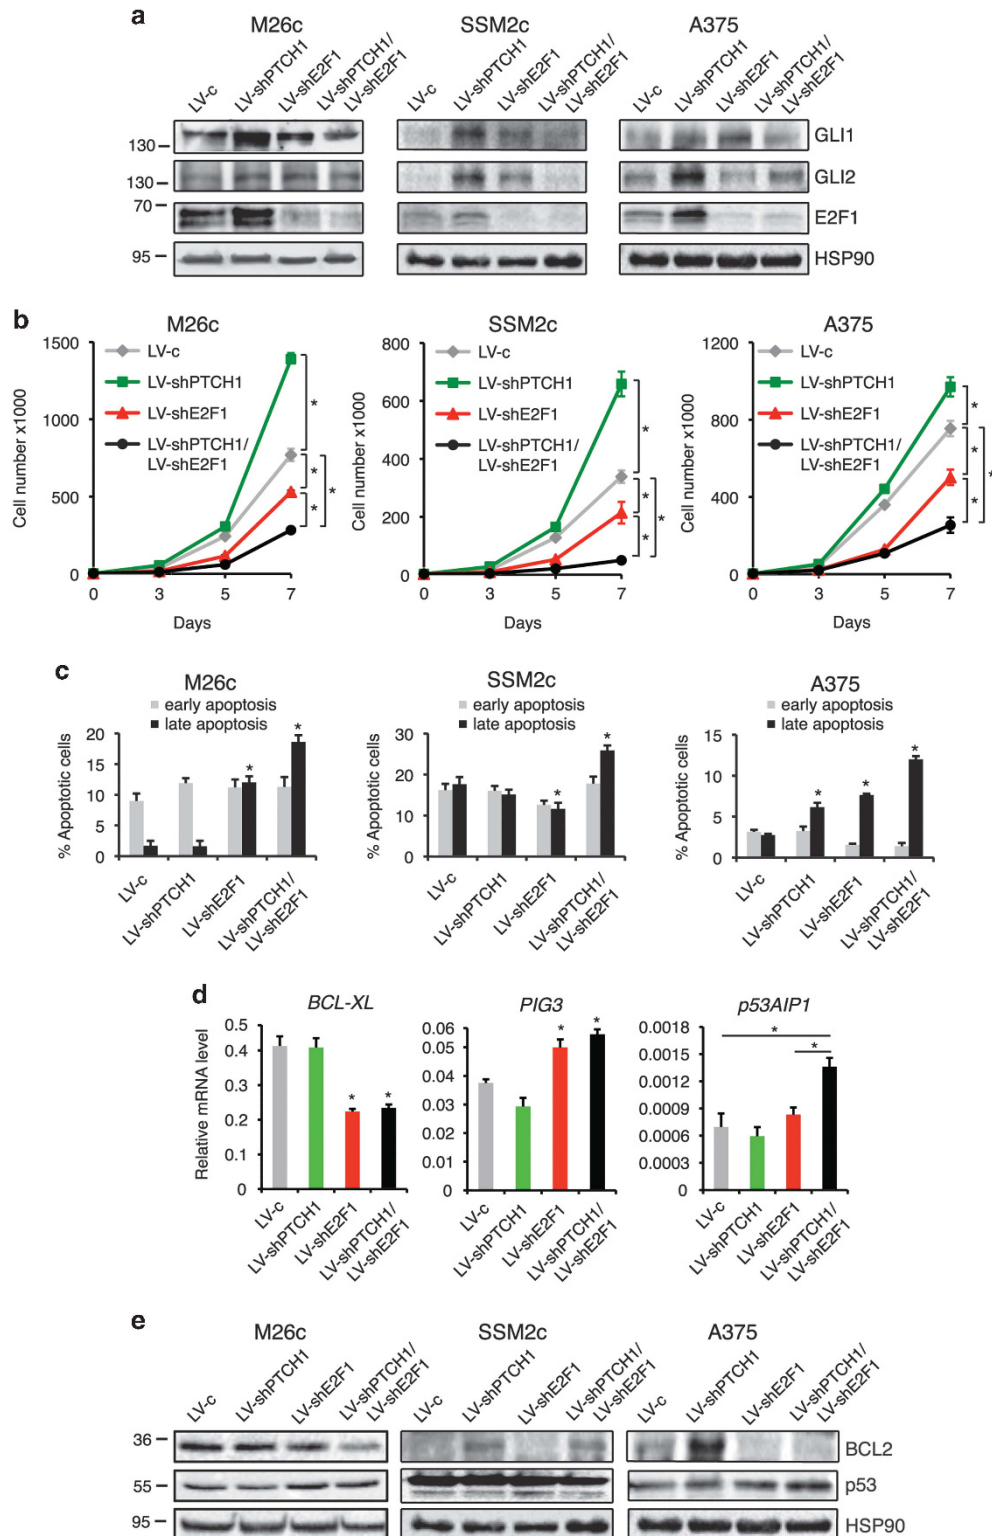 a
M26c
SSM2c
A375
LV-c
LV-shPTCH1
LV-shE2F1
LV-shPTCH1/
LV-shE2F1
LV-c
LV-shPTCH1
LV-shE2F1
LV-shPTCH1/
LV-shE2F1
LV-c
LV-shPTCH1
LV-shE2F1
LV-shPTCH1/
LV-shE2F1
130
GLI1
130
GLI2
70
E2F1
95
HSP90
b
M26c
Cell number x1000
1500
1000
500
0
LV-c
LV-shPTCH1
LV-shE2F1
LV-shPTCH1/
LV-shE2F1
* * * *
0 3 5 7
Days
SSM2c
Cell number x1000
800
600
400
200
0
LV-c
LV-shPTCH1
LV-shE2F1
LV-shPTCH1/
LV-shE2F1
* * * *
0 3 5 7
Days
A375
Cell number x1000
1200
800
400
0
LV-c
LV-shPTCH1
LV-shE2F1
LV-shPTCH1/
LV-shE2F1
* * * *
0 3 5 7
Days
c
M26c
early apoptosis
late apoptosis
% Apoptotic cells
20
15
10
5
0
* *
LV-c
LV-shPTCH1
LV-shE2F1
LV-shPTCH1/
LV-shE2F1
SSM2c
early apoptosis
late apoptosis
% Apoptotic cells
30
20
10
0
* *
LV-c
LV-shPTCH1
LV-shE2F1
LV-shPTCH1/
LV-shE2F1
A375
early apoptosis
late apoptosis
% Apoptotic cells
15
10
5
0
* * *
LV-c
LV-shPTCH1
LV-shE2F1
LV-shPTCH1/
LV-shE2F1
d
BCL-XL
Relative mRNA level
0.5
0.4
0.3
0.2
0.1
0
* *
LV-c
LV-shPTCH1
LV-shE2F1
LV-shPTCH1/
LV-shE2F1
PIG3
0.06
0.05
0.04
0.03
0.02
0.01
0
* *
LV-c
LV-shPTCH1
LV-shE2F1
LV-shPTCH1/
LV-shE2F1
p53AIP1
0.0018
0.0015
0.0012
0.0009
0.0006
0.0003
0
* *
LV-c
LV-shPTCH1
LV-shE2F1
LV-shPTCH1/
LV-shE2F1
e
M26c
SSM2c
A375
LV-c
LV-shPTCH1
LV-shE2F1
LV-shPTCH1/
LV-shE2F1
LV-c
LV-shPTCH1
LV-shE2F1
LV-shPTCH1/
LV-shE2F1
LV-c
LV-shPTCH1
LV-shE2F1
LV-shPTCH1/
LV-shE2F1
36
BCL2
55
p53
95
HSP90